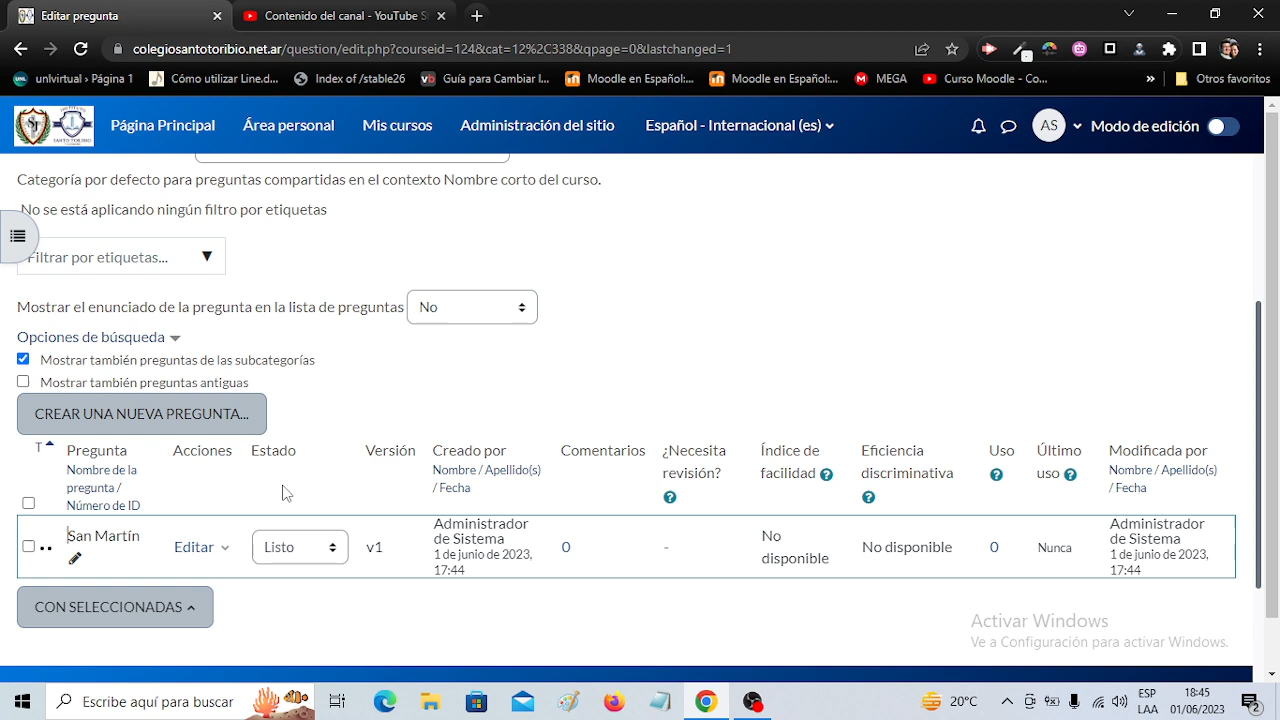 Editar pregunta
Contenido del canal - YouTube S
colegiosantoribio.net.ar/question/edit.php?courseid=124&cat=12%2C338&qpage=0&lastchanged=1
univirtual › Página 1
Cómo utilizar Line.d...
Index of /stable26
Guía para Cambiar l...
Moodle en Español:...
Moodle en Español:...
MEGA
Curso Moodle - Co...
»
Otros favoritos
Página Principal
Área personal
Mis cursos
Administración del sitio
Español - Internacional (es)
AS
Modo de edición
Categoría por defecto para preguntas compartidas en el contexto Nombre corto del curso.
No se está aplicando ningún filtro por etiquetas
Filtrar por etiquetas... ▼
Mostrar el enunciado de la pregunta en la lista de preguntas No
Opciones de búsqueda
Mostrar también preguntas de las subcategorías
Mostrar también preguntas antiguas
CREAR UNA NUEVA PREGUNTA...
T
Pregunta
Nombre de la
pregunta /
Número de ID
Acciones
Estado
Versión
Creado por
Nombre / Apellido(s)
/ Fecha
Comentarios
¿Necesita
revisión?
Índice de
facilidad
Eficiencia
discriminativa
Uso
Último
uso
Modificada por
Nombre / Apellido(s)
/ Fecha
San Martín
Editar
Listo
v1
Administrador
de Sistema
1 de junio de 2023,
17:44
0
-
No
disponible
No disponible
0
Nunca
Administrador
de Sistema
1 de junio de 2023,
17:44
CON SELECCIONADAS
Activar Windows
Ve a Configuración para activar Windows.
Escribe aquí para buscar
20°C
ESP
LAA
18:45
01/06/2023
2